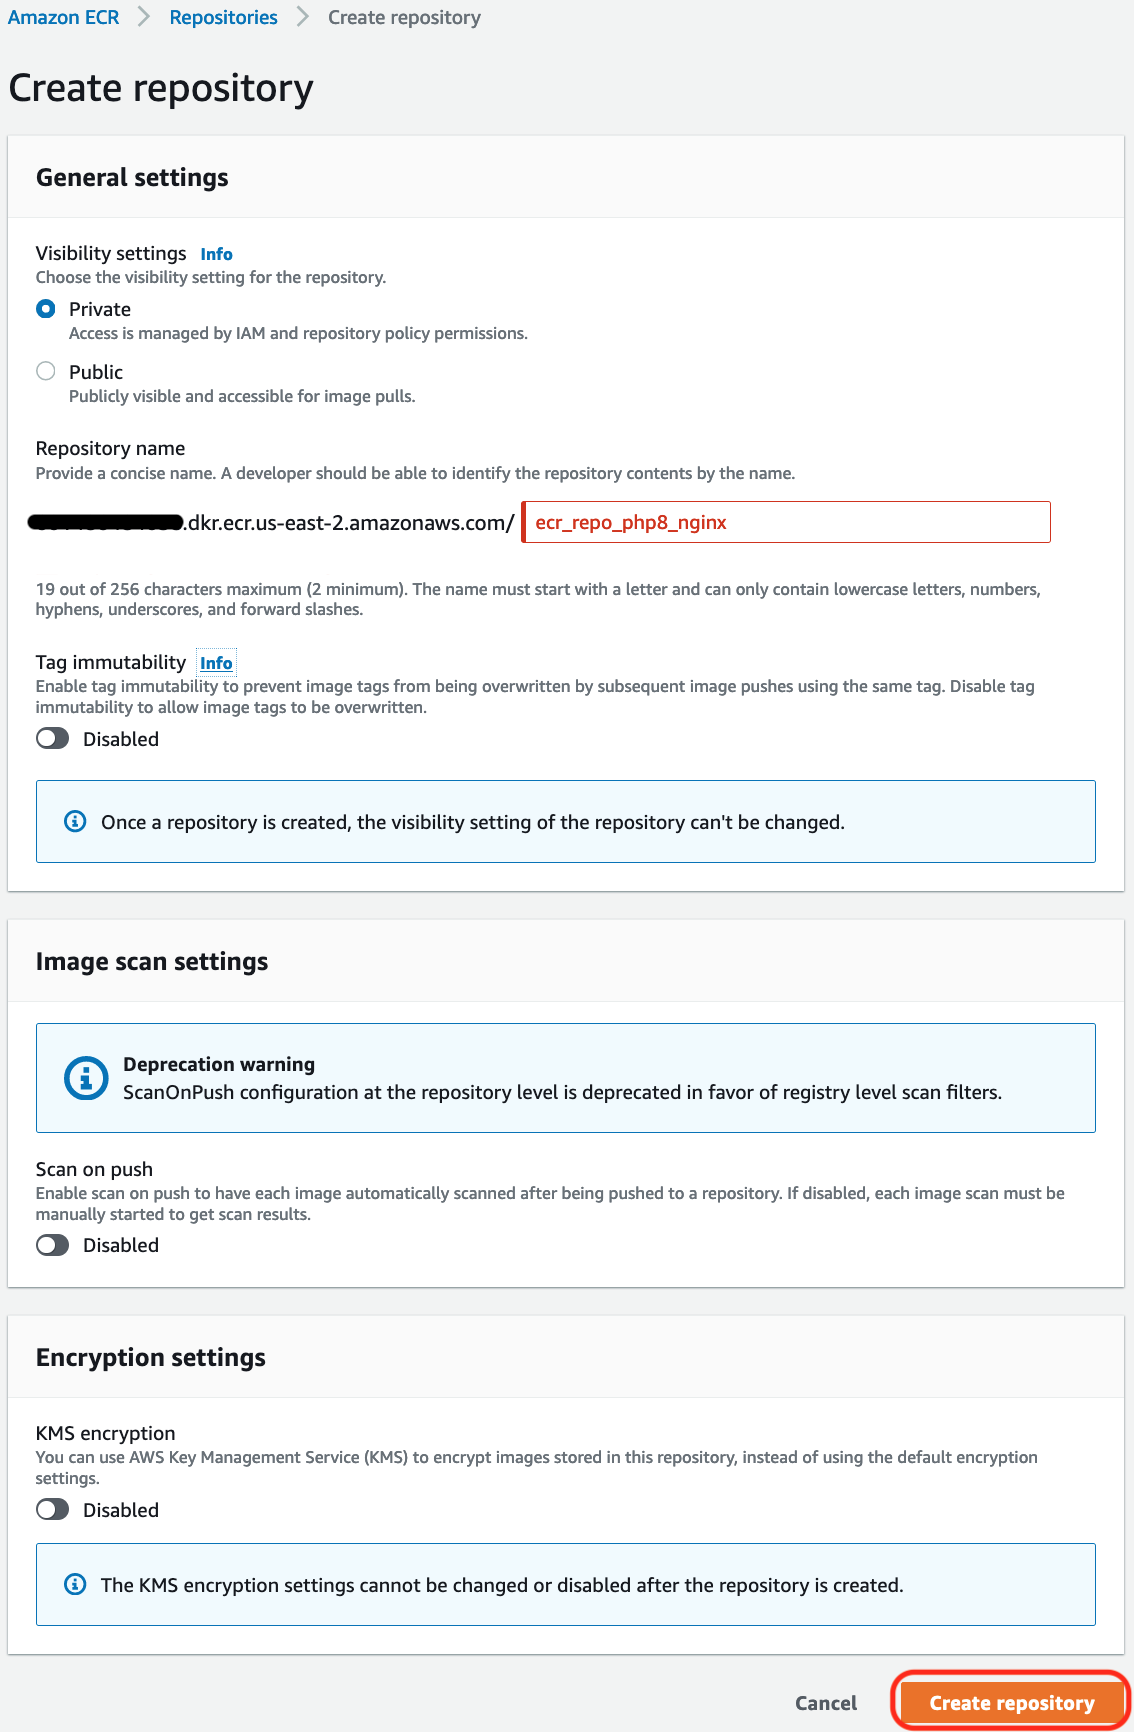 Amazon ECR > Repositories > Create repository
Create repository
General settings
Visibility settings Info
Choose the visibility setting for the repository.
Private
Access is managed by IAM and repository policy permissions.
Public
Publicly visible and accessible for image pulls.
Repository name
Provide a concise name. A developer should be able to identify the repository contents by the name.
.dkr.ecr.us-east-2.amazonaws.com/ ecr_repo_php8_nginx
19 out of 256 characters maximum (2 minimum). The name must start with a letter and can only contain lowercase letters, numbers,
hyphens, underscores, and forward slashes.
Tag immutability Info
Enable tag immutability to prevent image tags from being overwritten by subsequent image pushes using the same tag. Disable tag
immutability to allow image tags to be overwritten.
Disabled
Once a repository is created, the visibility setting of the repository can't be changed.
Image scan settings
Deprecation warning
ScanOnPush configuration at the repository level is deprecated in favor of registry level scan filters.
Scan on push
Enable scan on push to have each image automatically scanned after being pushed to a repository. If disabled, each image scan must be
manually started to get scan results.
Disabled
Encryption settings
KMS encryption
You can use AWS Key Management Service (KMS) to encrypt images stored in this repository, instead of using the default encryption
settings.
Disabled
The KMS encryption settings cannot be changed or disabled after the repository is created.
Cancel Create repository